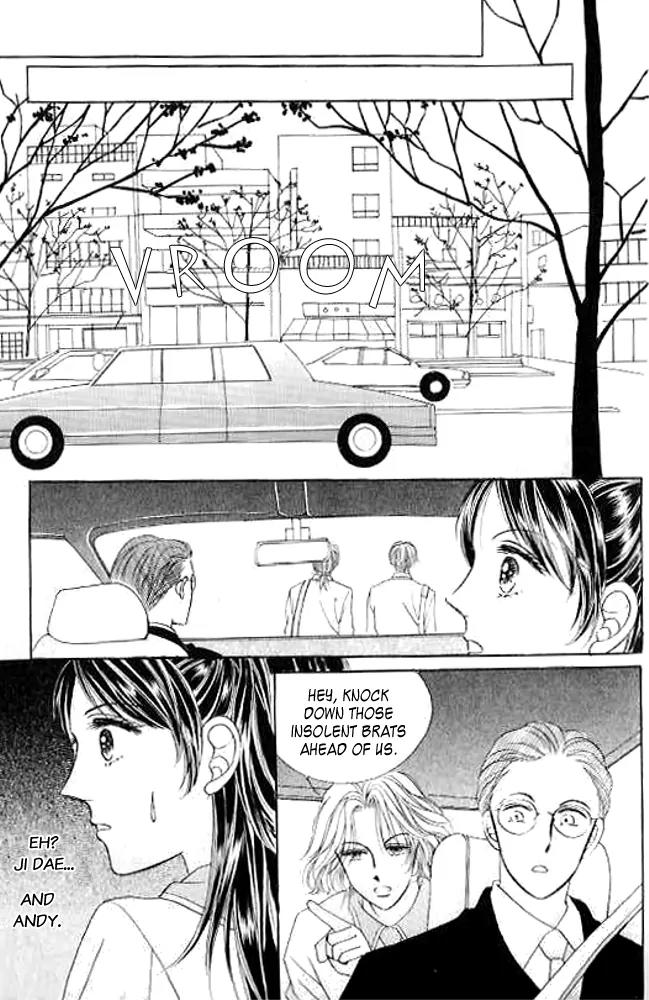 VROOM
HEY, KNOCK
DOWN THOSE
INSOLENT BRATS
AHEAD OF US.
EH?
JI DAE...
AND
ANDY.